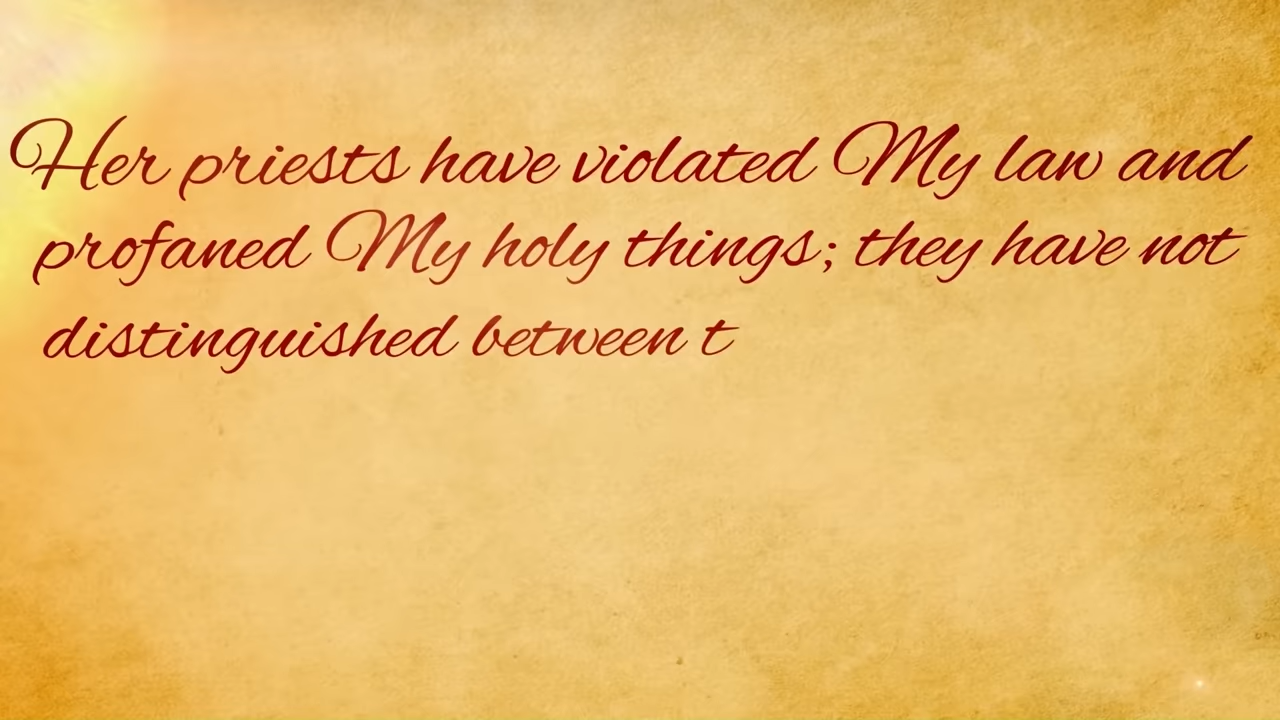 Her priests have violated My law and
profaned My holy things; they have not
distinguished between t